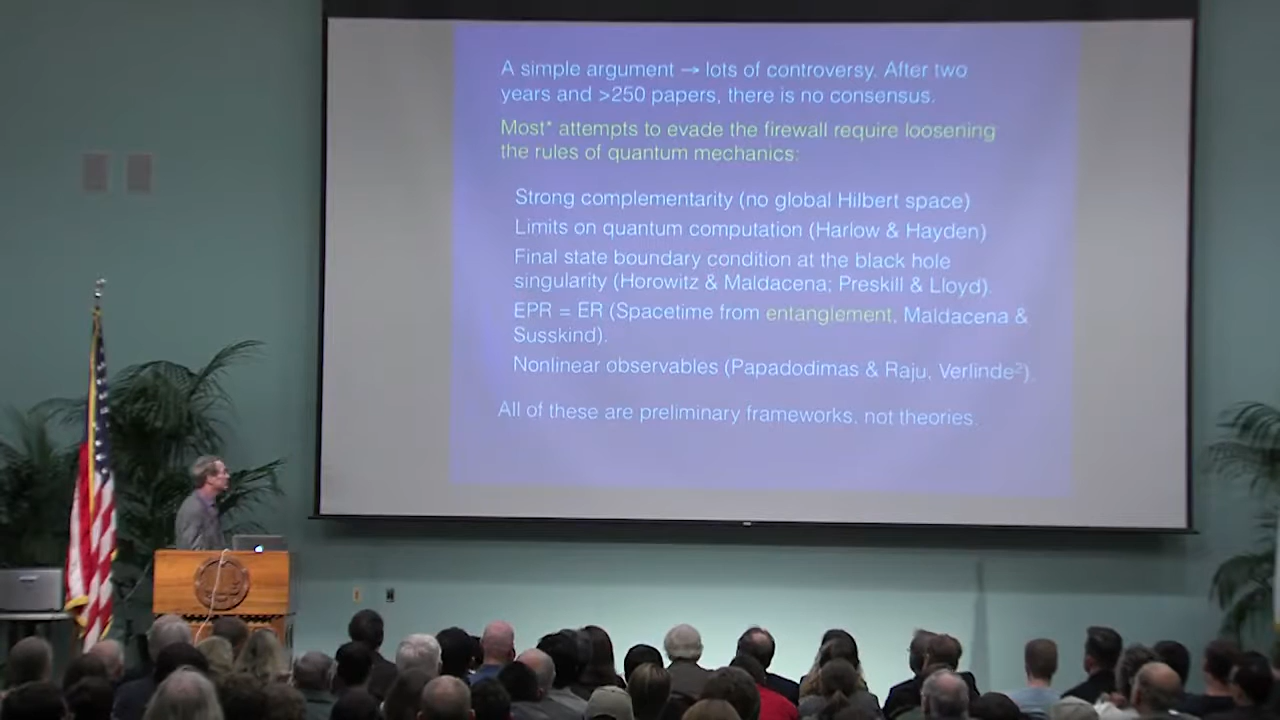 A simple argument → lots of controversy. After two
years and >250 papers, there is no consensus.
Most* attempts to evade the firewall require loosening
the rules of quantum mechanics:
Strong complementarity (no global Hilbert space)
Limits on quantum computation (Harlow & Hayden)
Final state boundary condition at the black hole
singularity (Horowitz & Maldacena; Preskill & Lloyd).
EPR = ER (Spacetime from entanglement, Maldacena &
Susskind).
Nonlinear observables (Papadodimas & Raju, Verlinde²).
All of these are preliminary frameworks, not theories.